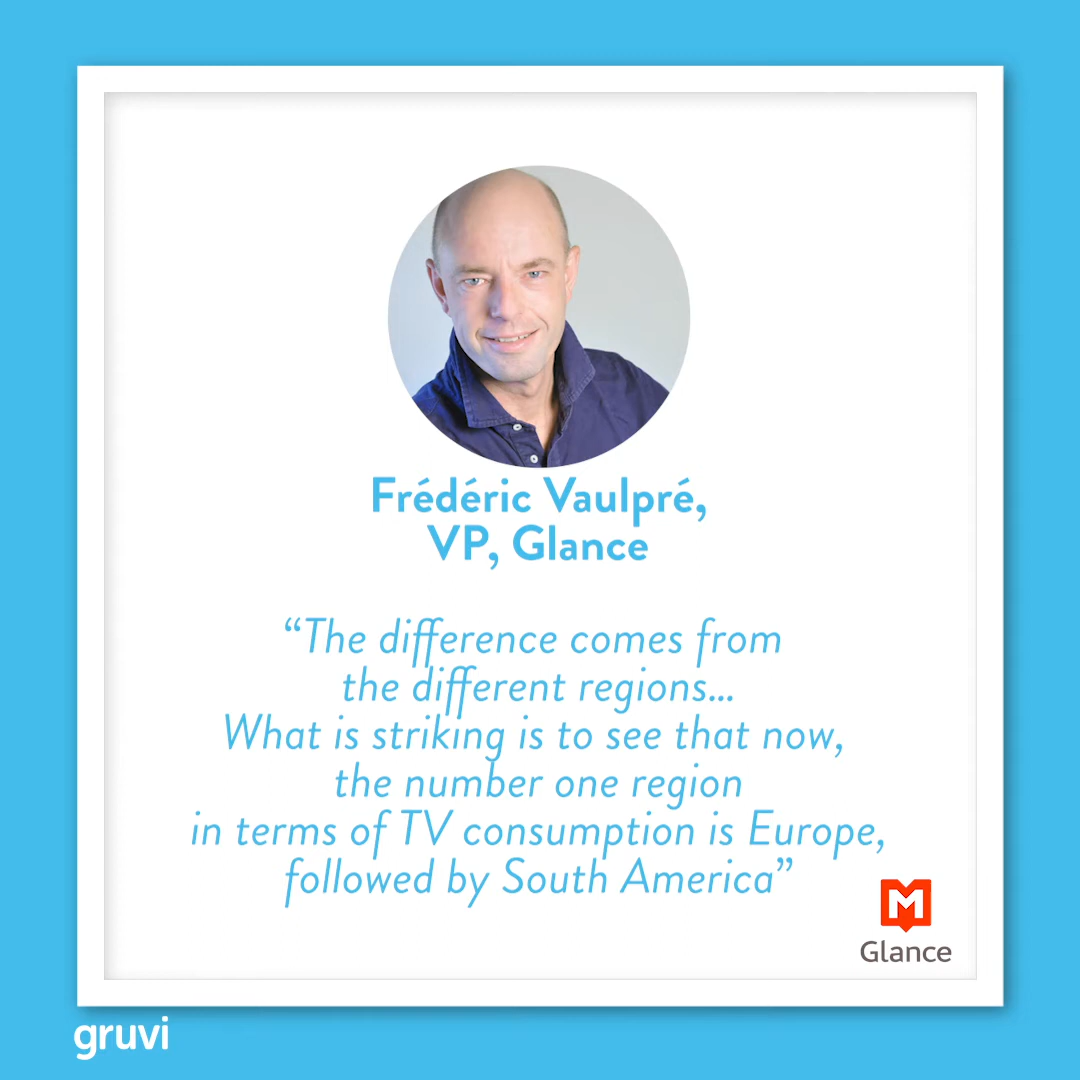 Frédéric Vaulpré,
VP, Glance
“The difference comes from
the different regions...
What is striking is to see that now,
the number one region
in terms of TV consumption is Europe,
followed by South America”
M
Glance
gruvi